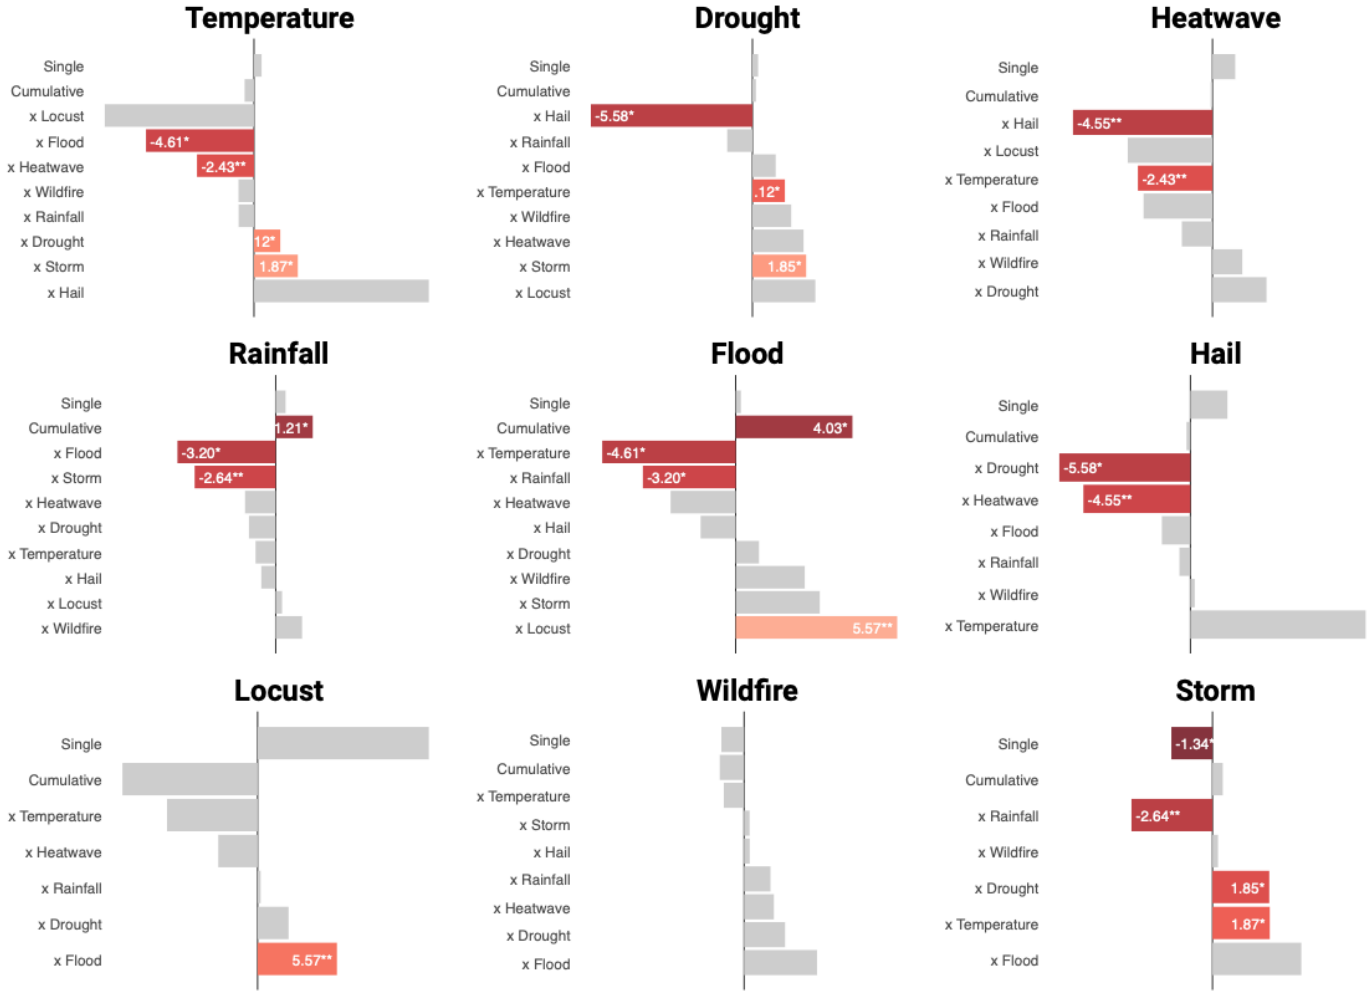 Temperature
Single
Cumulative
x Locust
x Flood -4.61*
x Heatwave -2.43**
x Wildfire
x Rainfall
x Drought 12*
x Storm 1.87*
x Hail
Drought
Single
Cumulative
x Hail -5.58*
x Rainfall
x Flood
x Temperature .12*
x Wildfire
x Heatwave
x Storm 1.85*
x Locust
Heatwave
Single
Cumulative
x Hail -4.55**
x Locust
x Temperature -2.43**
x Flood
x Rainfall
x Wildfire
x Drought
Rainfall
Single
Cumulative 1.21*
x Flood -3.20*
x Storm -2.64**
x Heatwave
x Drought
x Temperature
x Hail
x Locust
x Wildfire
Flood
Single
Cumulative 4.03*
x Temperature -4.61*
x Rainfall -3.20*
x Heatwave
x Hail
x Drought
x Wildfire
x Storm
x Locust 5.57**
Hail
Single
Cumulative
x Drought -5.58*
x Heatwave -4.55**
x Flood
x Rainfall
x Wildfire
x Temperature
Locust
Single
Cumulative
x Temperature
x Heatwave
x Rainfall
x Drought
x Flood 5.57**
Wildfire
Single
Cumulative
x Temperature
x Storm
x Hail
x Rainfall
x Heatwave
x Drought
x Flood
Storm
Single -1.34*
Cumulative
x Rainfall -2.64**
x Wildfire
x Drought 1.85*
x Temperature 1.87*
x Flood